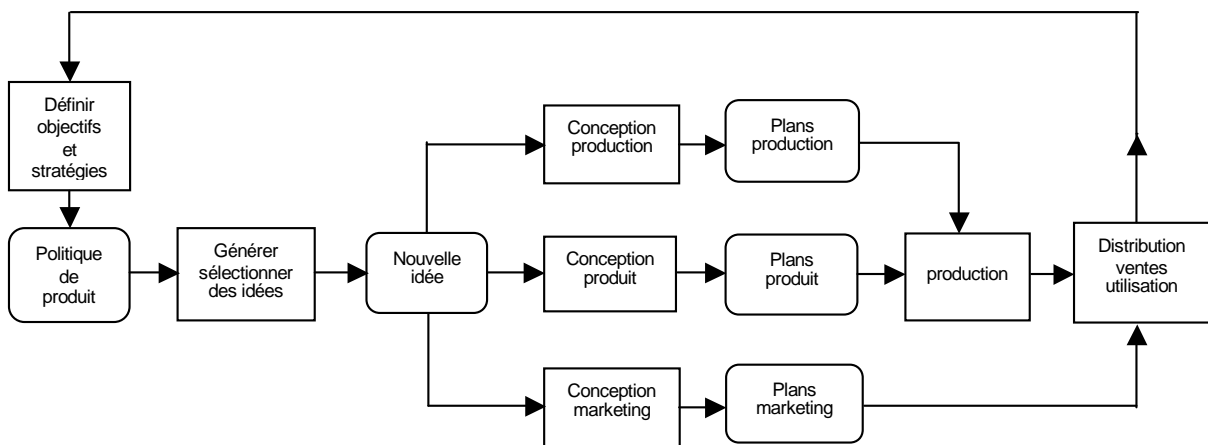 Définir
objectifs
et
stratégies
Politique
de
produit
Générer
sélectionner
des idées
Nouvelle
idée
Conception
production
Plans
production
Conception
produit
Plans
produit
Conception
marketing
Plans
marketing
production
Distribution
ventes
utilisation